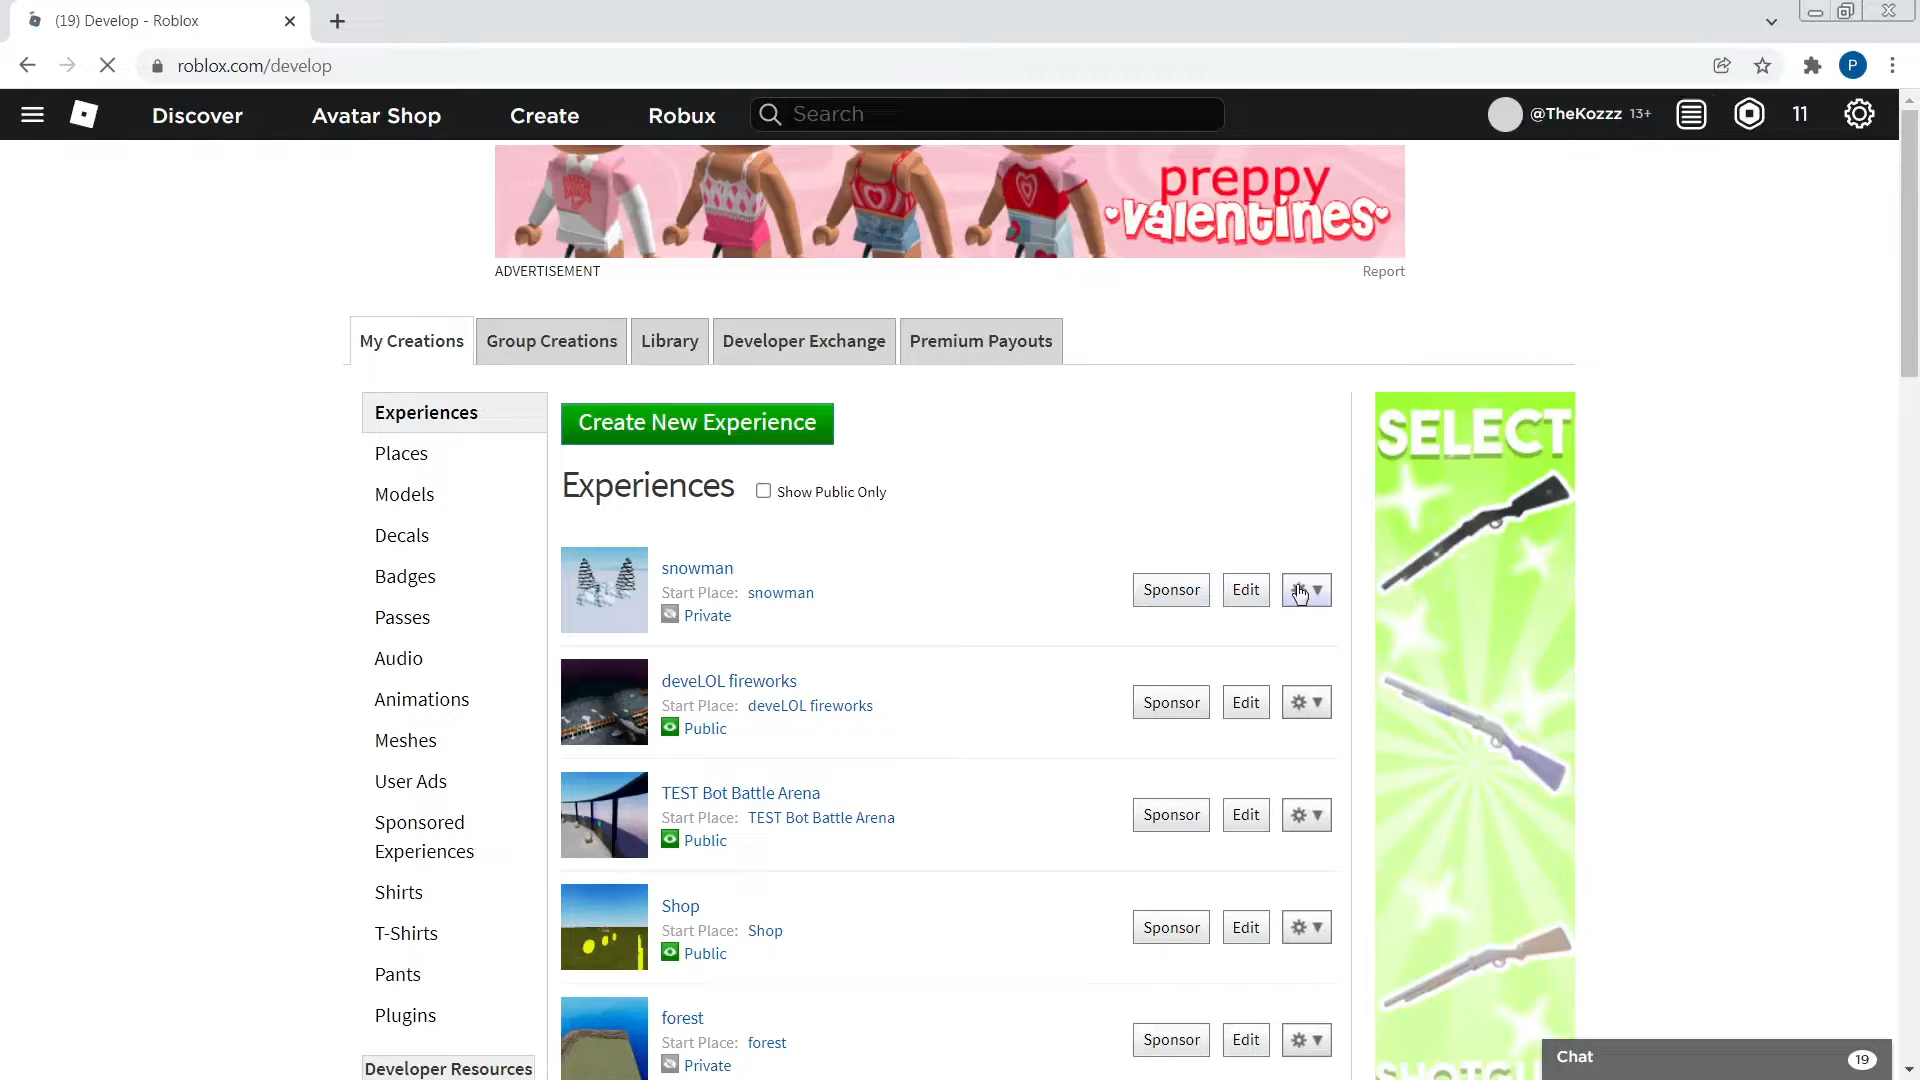 (19) Develop - Roblox
roblox.com/develop
P
Discover
Avatar Shop
Create
Robux
Search
@TheKozzz 13+
11
preppy
valentines
ADVERTISEMENT
Report
My Creations
Group Creations
Library
Developer Exchange
Premium Payouts
Experiences
Places
Models
Decals
Badges
Passes
Audio
Animations
Meshes
User Ads
Sponsored
Experiences
Shirts
T-Shirts
Pants
Plugins
Developer Resources
Create New Experience
Experiences
Show Public Only
snowman
Start Place: snowman
Private
Sponsor
Edit
deveLOL fireworks
Start Place: deveLOL fireworks
Public
Sponsor
Edit
TEST Bot Battle Arena
Start Place: TEST Bot Battle Arena
Public
Sponsor
Edit
Shop
Start Place: Shop
Public
Sponsor
Edit
forest
Start Place: forest
Private
Sponsor
Edit
SELECT
Chat
19